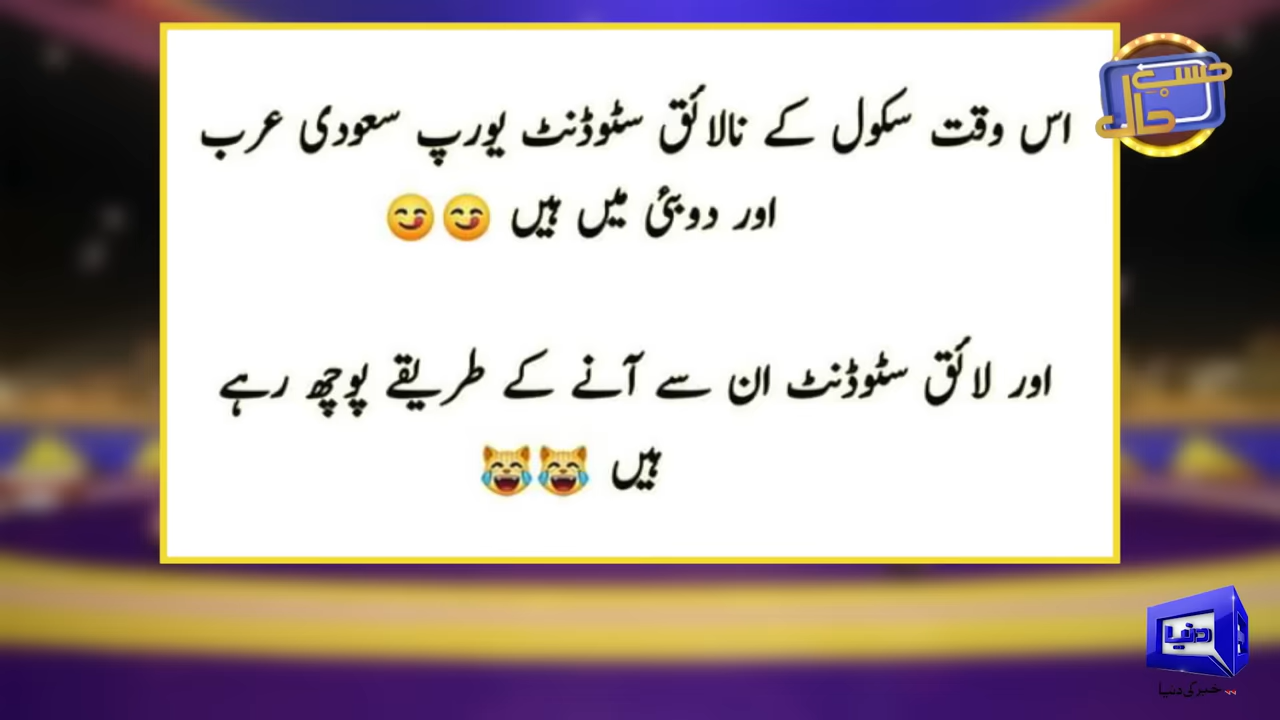 اس وقت سکول کے نالائق سٹوڈنٹ یورپ سعودی عرب
اور دوبئی میں ہیں 😋😋
اور لائق سٹوڈنٹ ان سے آنے کے طریقے پوچھ رہے
ہیں 😹😹
حسب حال
دنیا
خبر کی دنیا